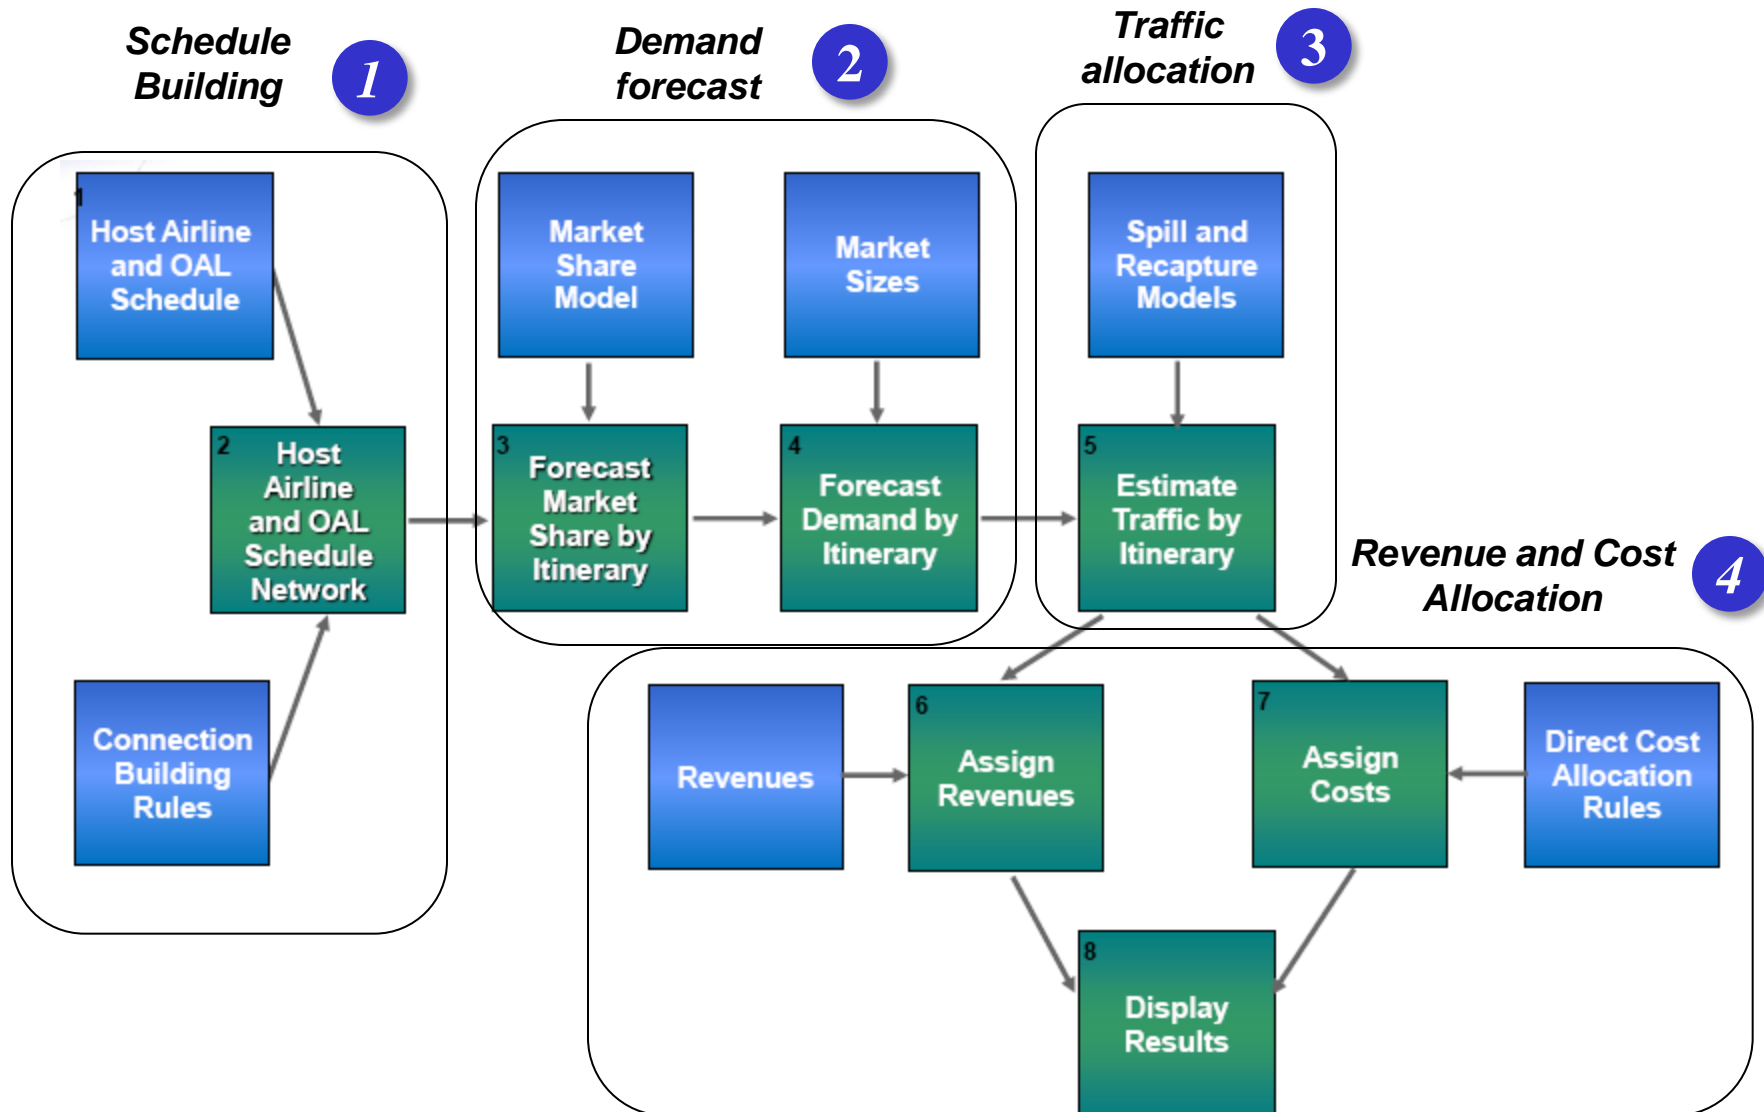 Schedule
Building
1
Demand
forecast
2
Traffic
allocation
3
1
Host Airline
and OAL
Schedule
Market
Share
Model
Market
Sizes
Spill and
Recapture
Models
2
Host
Airline
and OAL
Schedule
Network
3
Forecast
Market
Share by
Itinerary
4
Forecast
Demand by
Itinerary
5
Estimate
Traffic by
Itinerary
Revenue and Cost
Allocation
4
Connection
Building
Rules
Revenues
6
Assign
Revenues
7
Assign
Costs
Direct Cost
Allocation
Rules
8
Display
Results